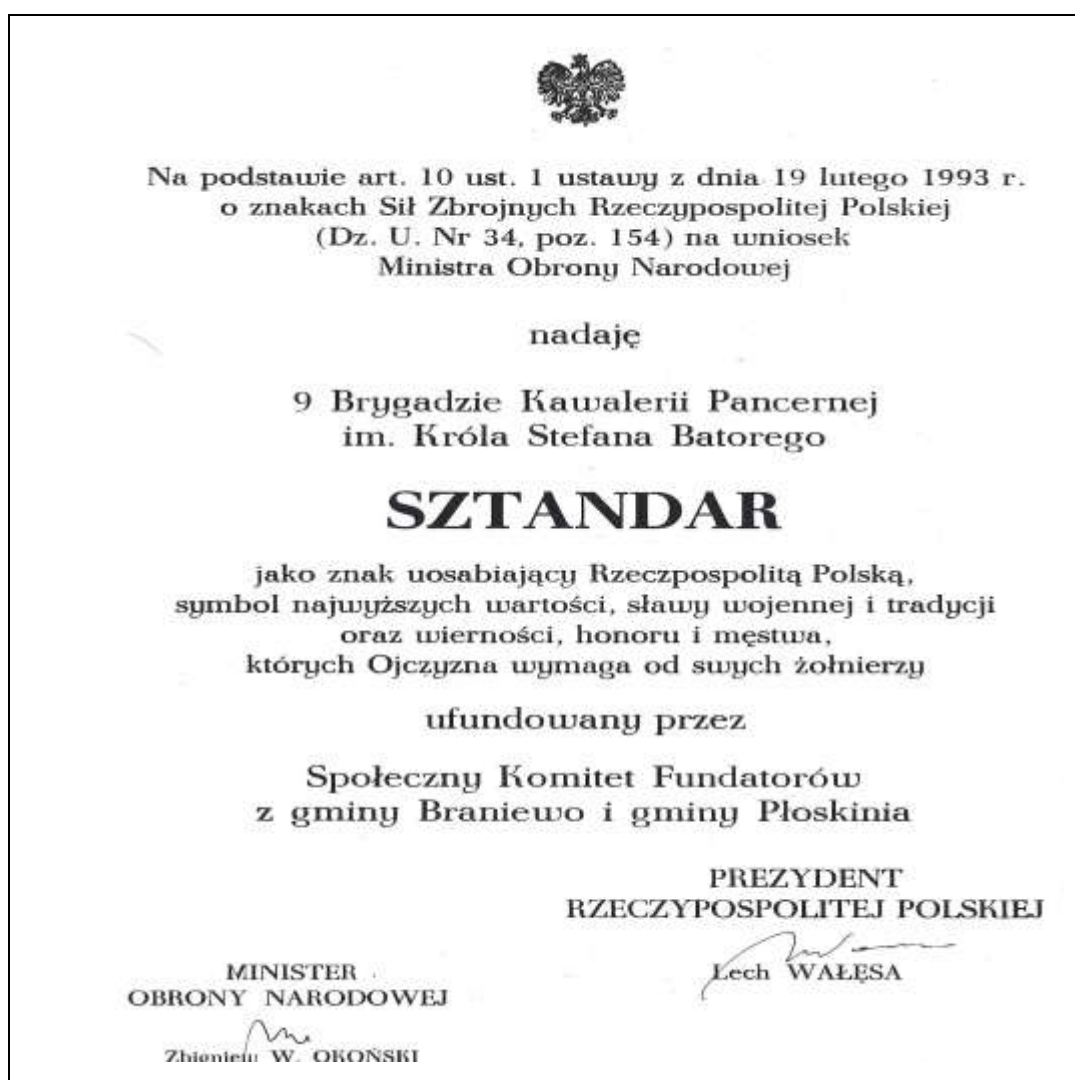 Na podstawie art. 10 ust. 1 ustawy z dnia 19 lutego 1993 r.
o znakach Sił Zbrojnych Rzeczypospolitej Polskiej
(Dz. U. Nr 34, poz. 154) na wniosek
Ministra Obrony Narodowej
nadaję
9 Brygadzie Kawalerii Pancernej
im. Króla Stefana Batorego
SZTANDAR
jako znak uosabiający Rzeczpospolitą Polską,
symbol najwyższych wartości, sławy wojennej i tradycji
oraz wierności, honoru i męstwa,
których Ojczyzna wymaga od swych żołnierzy
ufundowany przez
Społeczny Komitet Fundatorów
z gminy Braniewo i gminy Płoskinia
PREZYDENT
RZECZYPOSPOLITEJ POLSKIEJ
Lech WAŁĘSA
MINISTER
OBRONY NARODOWEJ
Zbigniew W. OKOŃSKI